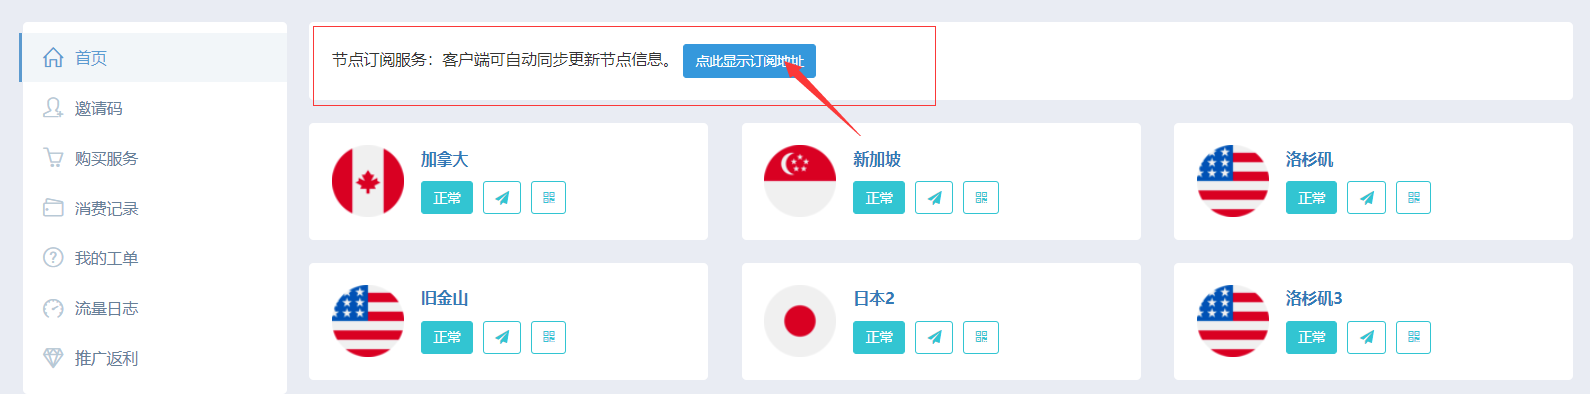 首页
邀请码
购买服务
消费记录
我的工单
流量日志
推广返利
节点订阅服务：客户端可自动同步更新节点信息。 点此显示订阅地址
加拿大
正常
新加坡
正常
洛杉矶
正常
旧金山
正常
日本2
正常
洛杉矶3
正常